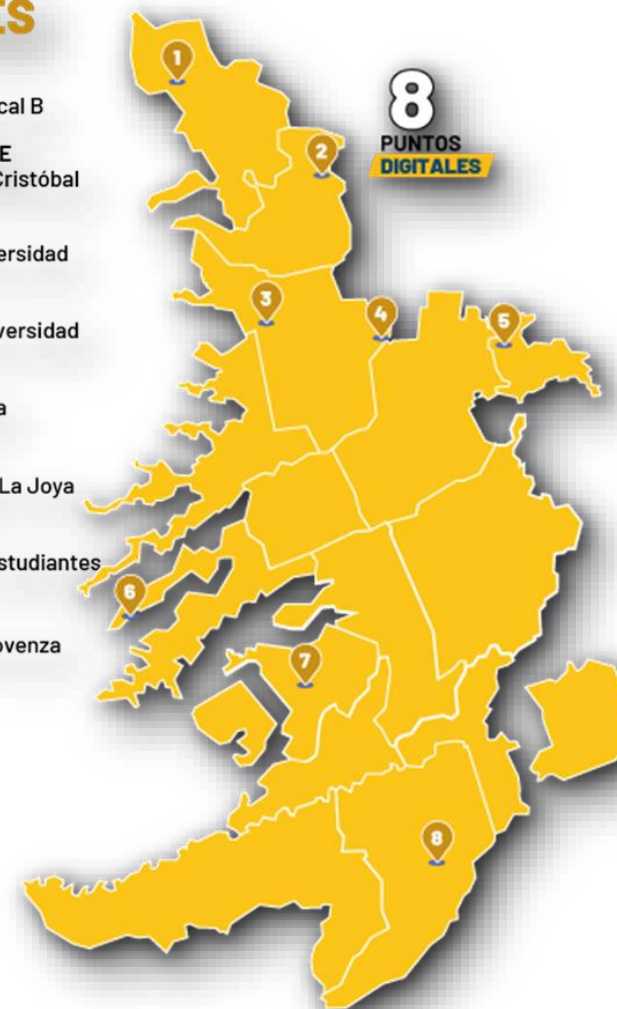 ES
cal B
E
Cristóbal
ersidad
versidad
a
La Joya
studiantes
ovenza
8
PUNTOS
DIGITALES
1
2
3
4
5
6
7
8